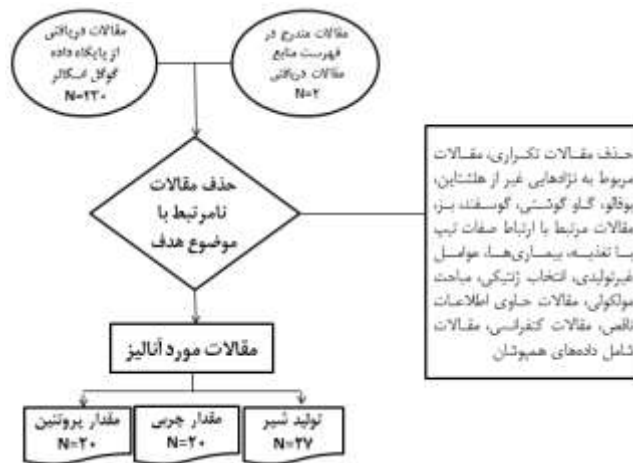 مقالات مندرج در
فهرست منابع
مقالات دریافتی
N=۲
مقالات دریافتی
از پایگاه داده
گوگل اسکالر
N=۲۳۰
حذف مقالات
نامرتبط با
موضوع هدف
حذف مقالات تکراری، مقالات
مربوط به نژادهایی غیر از هلشتاین،
بوفالو، گاو گوشتی، گوسفند، بز،
مقالات مرتبط با ارتباط صفات تیپ
با تغذیه، بیماری‌ها، عوامل
غیرتولیدی، انتخاب ژنتیکی، مباحث
مولکولی، مقالات حاوی اطلاعات
ناقص، مقالات کنفرانسی، مقالات
شامل داده‌های همپوشان
مقالات مورد آنالیز
تولید شیر
N=۲۷
مقدار چربی
N=۲۰
مقدار پروتئین
N=۲۰